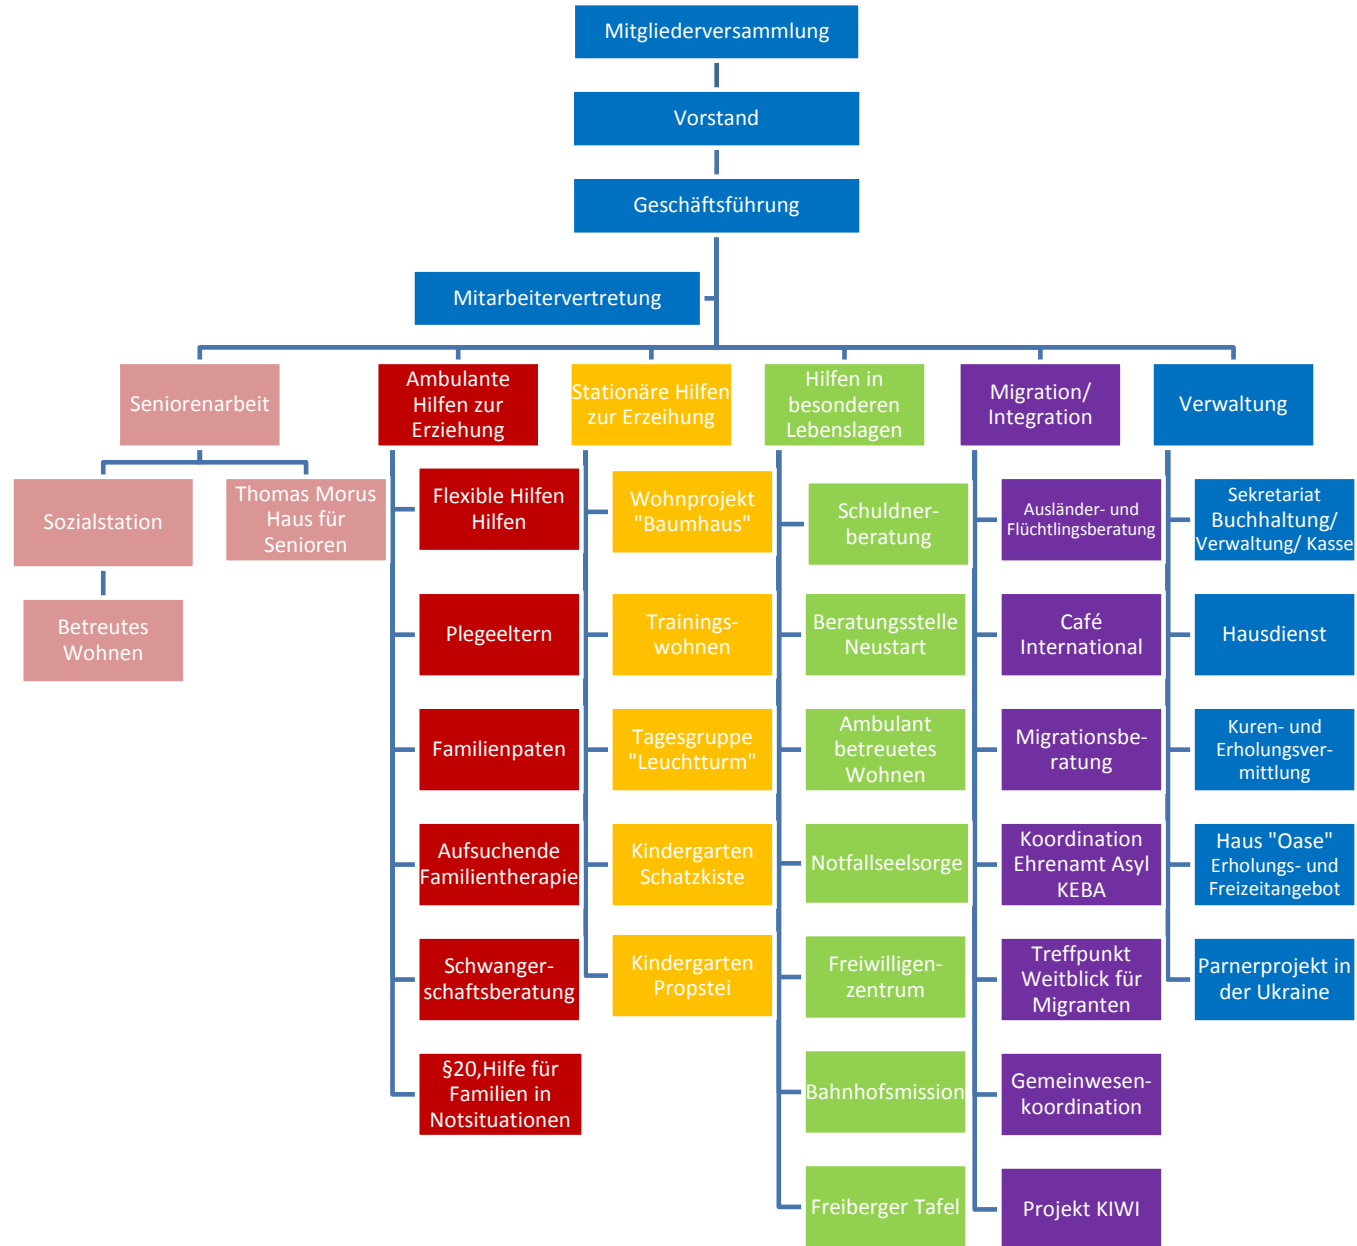 Mitgliederversammlung
Vorstand
Geschäftsführung
Mitarbeitervertretung
Seniorenarbeit
Sozialstation
Betreutes
Wohnen
Thomas Morus
Haus für
Senioren
Ambulante
Hilfen zur
Erziehung
Flexible Hilfen
Hilfen
Plegeeltern
Familienpaten
Aufsuchende
Familientherapie
Schwanger-
schaftsberatung
§20,Hilfe für
Familien in
Notsituationen
Stationäre Hilfen
zur Erzeihung
Wohnprojekt
"Baumhaus"
Trainings-
wohnen
Tagesgruppe
"Leuchtturm"
Kindergarten
Schatzkiste
Kindergarten
Propstei
Hilfen in
besonderen
Lebenslagen
Schuldner-
beratung
Beratungsstelle
Neustart
Ambulant
betreuetes
Wohnen
Notfallseelsorge
Freiwilligen-
zentrum
Bahnhofsmission
Freiberger Tafel
Migration/
Integration
Ausländer- und
Flüchtlingsberatung
Café
International
Migrationsbe-
ratung
Koordination
Ehrenamt Asyl
KEBA
Treffpunkt
Weitblick für
Migranten
Gemeinwesen-
koordination
Projekt KIWI
Verwaltung
Sekretariat
Buchhaltung/
Verwaltung/ Kasse
Hausdienst
Kuren- und
Erholungsver-
mittlung
Haus "Oase"
Erholungs- und
Freizeitangebot
Parnerprojekt in
der Ukraine